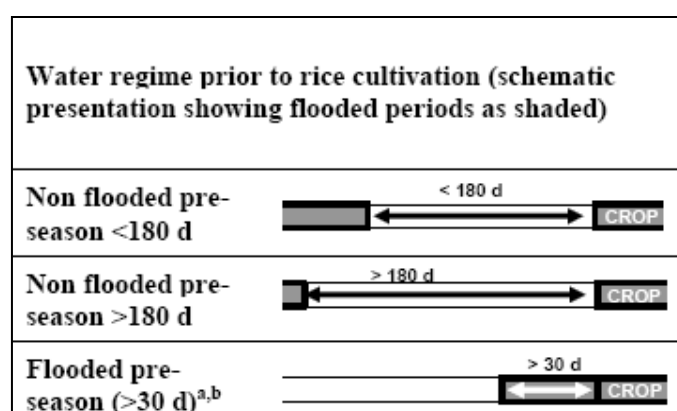 Water regime prior to rice cultivation (schematic
presentation showing flooded periods as shaded)
Non flooded pre-
season <180 d
< 180 d
CROP
Non flooded pre-
season >180 d
> 180 d
CROP
Flooded pre-
season (>30 d)a,b
> 30 d
CROP